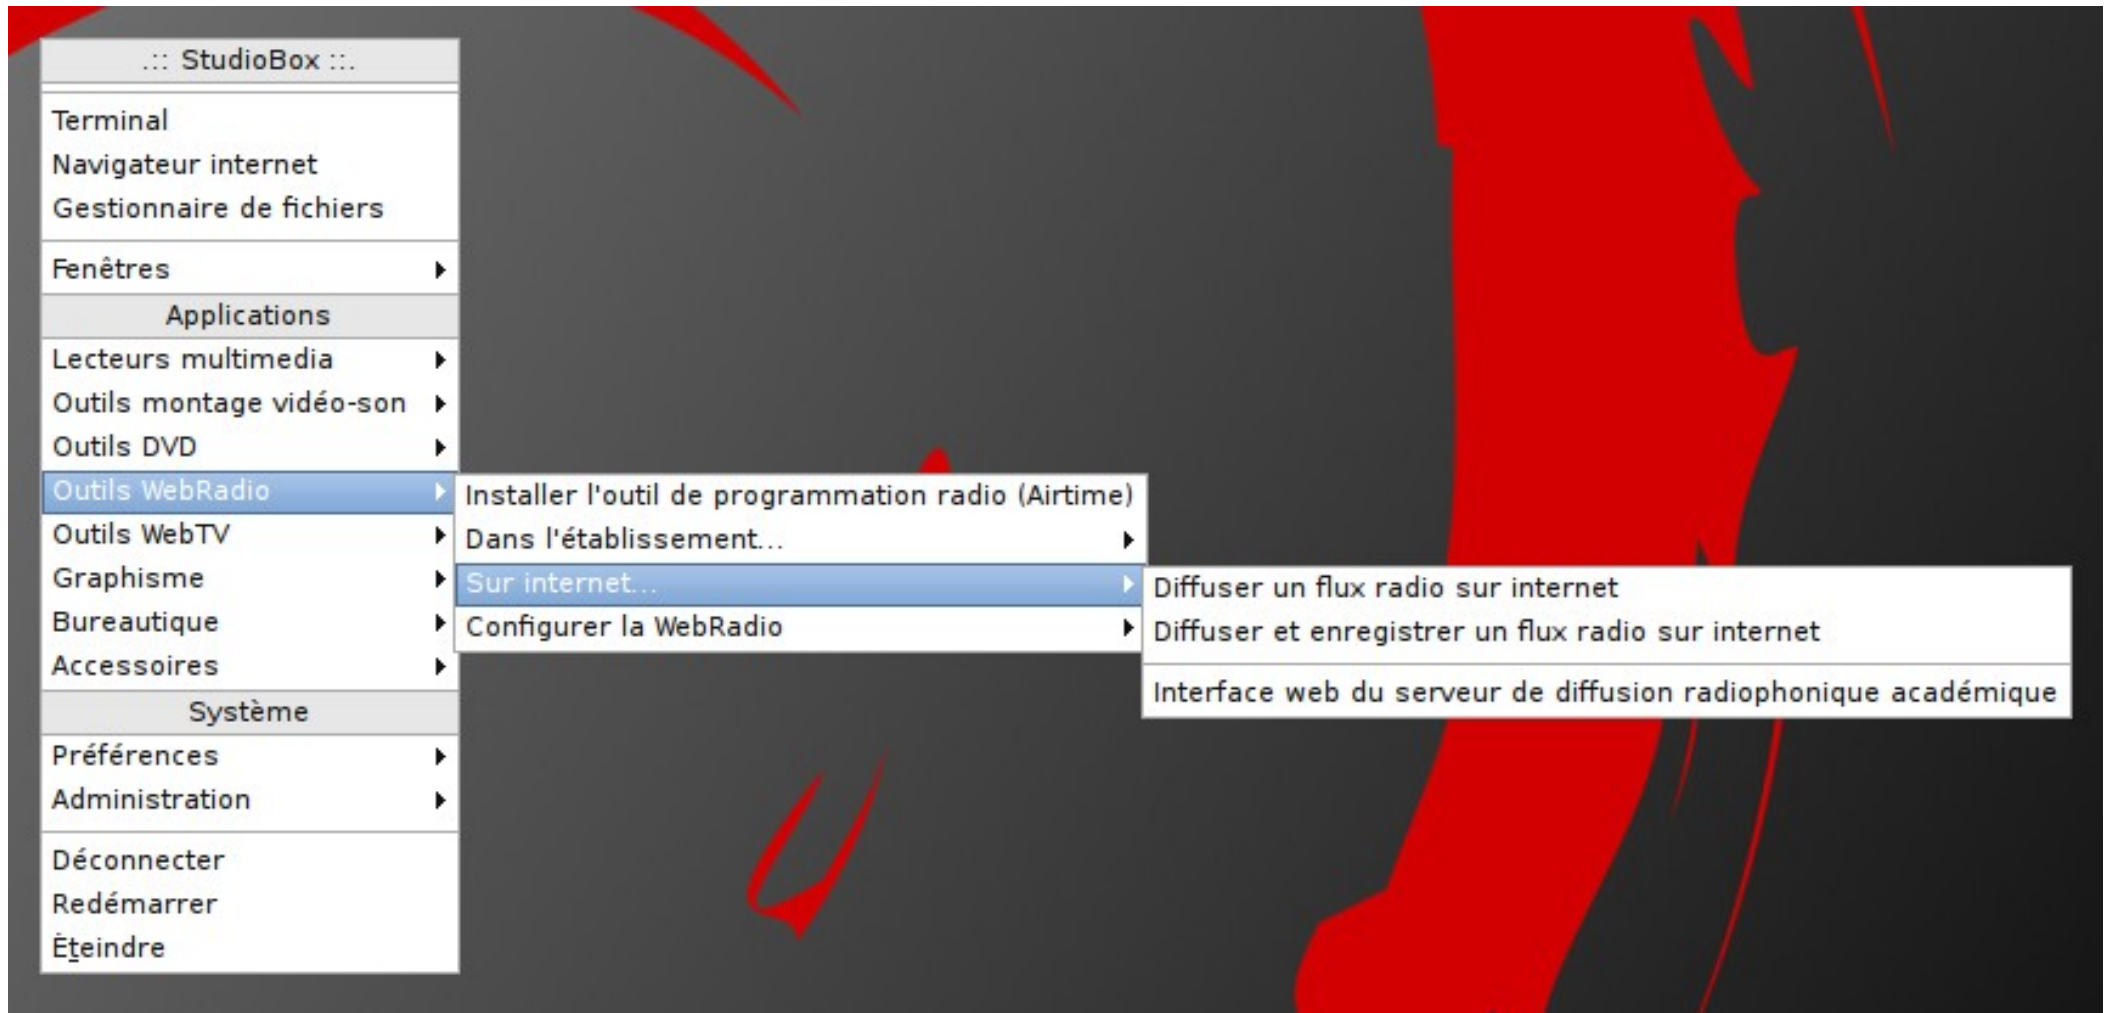 .:: StudioBox ::.
Terminal
Navigateur internet
Gestionnaire de fichiers
Fenêtres
Applications
Lecteurs multimedia
Outils montage vidéo-son
Outils DVD
Outils WebRadio
Outils WebTV
Graphisme
Bureautique
Accessoires
Système
Préférences
Administration
Déconnecter
Redémarrer
Éteindre
Installer l'outil de programmation radio (Airtime)
Dans l'établissement...
Sur internet...
Configurer la WebRadio
Diffuser un flux radio sur internet
Diffuser et enregistrer un flux radio sur internet
Interface web du serveur de diffusion radiophonique académique